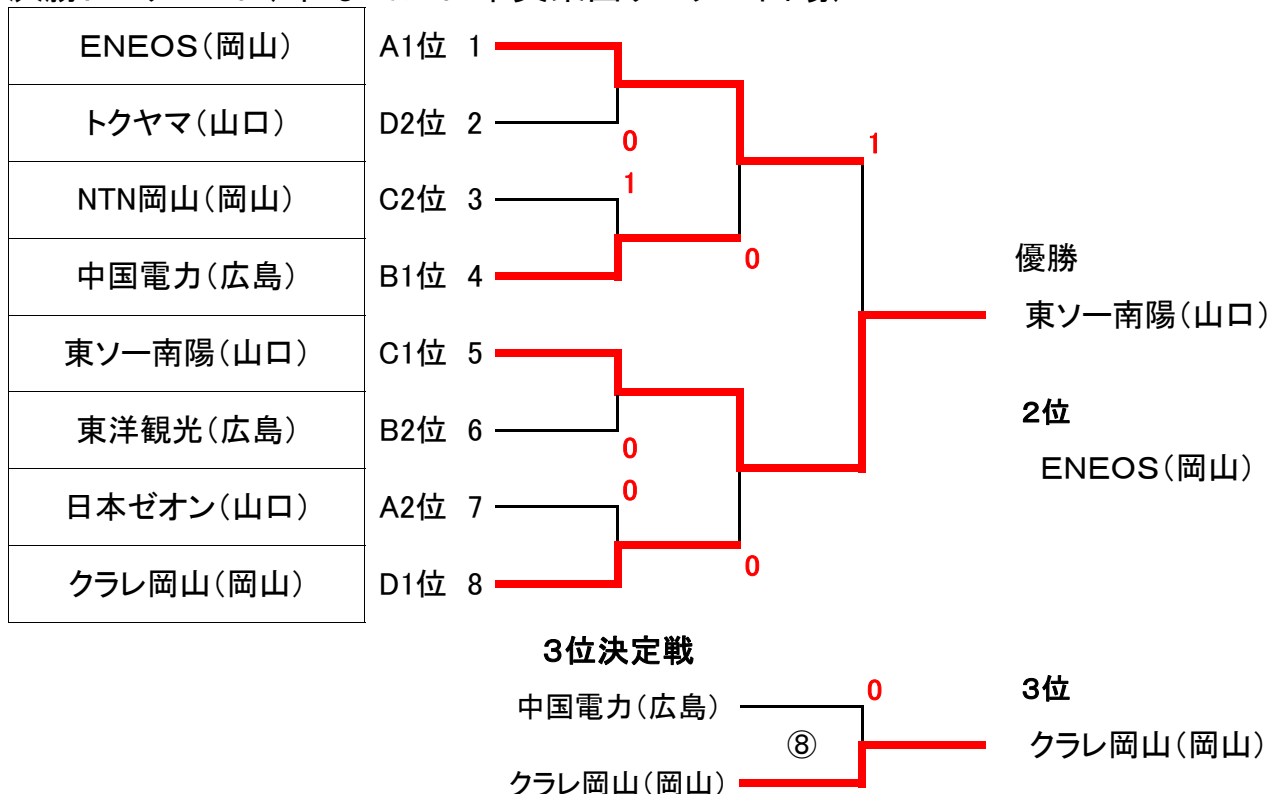 ENEOS（岡山） A1位 1
トクヤマ（山口） D2位 2
0
1
1
NTN岡山（岡山） C2位 3
0
中国電力（広島） B1位 4
優勝
東ソー南陽（山口）
東ソー南陽（山口） C1位 5
2位
東洋観光（広島） B2位 6
0
ENEOS（岡山）
0
日本ゼオン（山口） A2位 7
0
クラレ岡山（岡山） D1位 8
3位決定戦
0
3位
中国電力（広島）
⑧
クラレ岡山（岡山）
クラレ岡山（岡山）